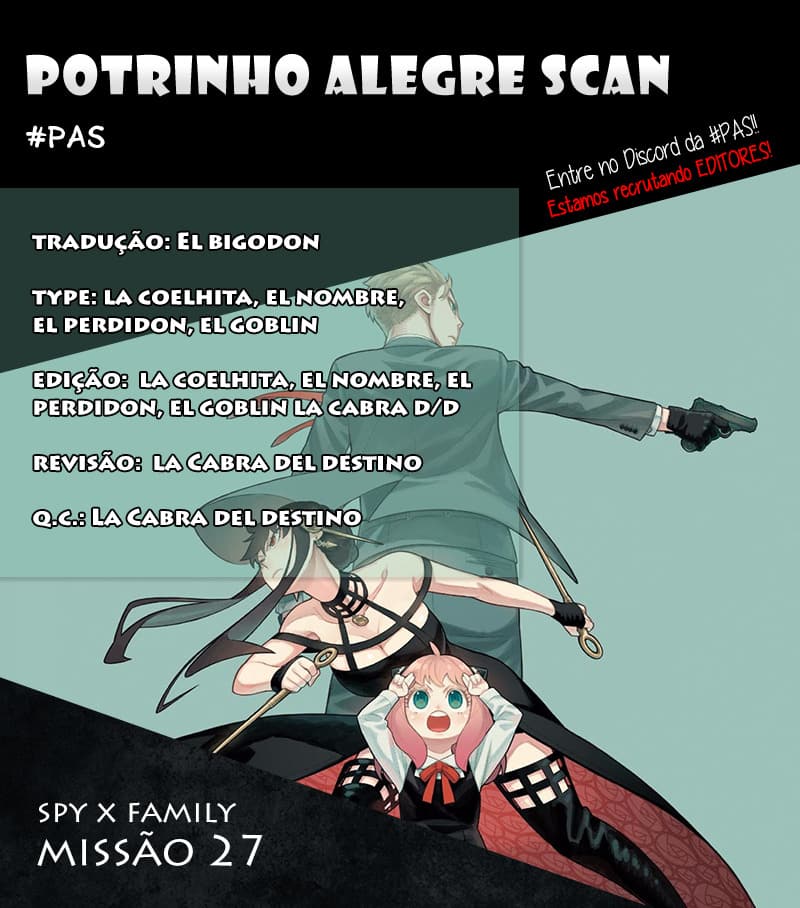 POTRINHO ALEGRE SCAN
#PAS
Entre no Discord da #PAS!!
Estamos recrutando EDITORES!
TRADUÇÃO: EL BIGODON
TYPE: LA COELHITA, EL NOMBRE,
EL PERDIDON, EL GOBLIN
EDIÇÃO: LA COELHITA, EL NOMBRE, EL
PERDIDON, EL GOBLIN LA CABRA D/D
REVISÃO: LA CABRA DEL DESTINO
Q.C.: LA CABRA DEL DESTINO
SPY X FAMILY
MISSÃO 27